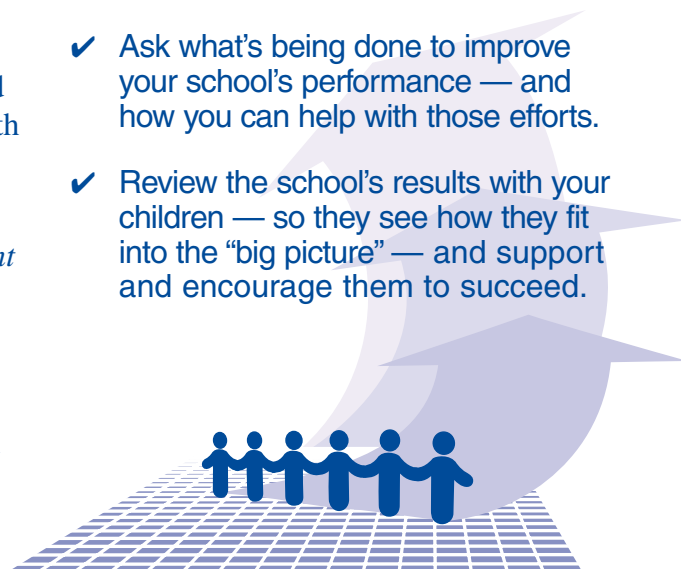 ✔ Ask what's being done to improve
your school's performance — and
how you can help with those efforts.
✔ Review the school's results with your
children — so they see how they fit
into the “big picture” — and support
and encourage them to succeed.